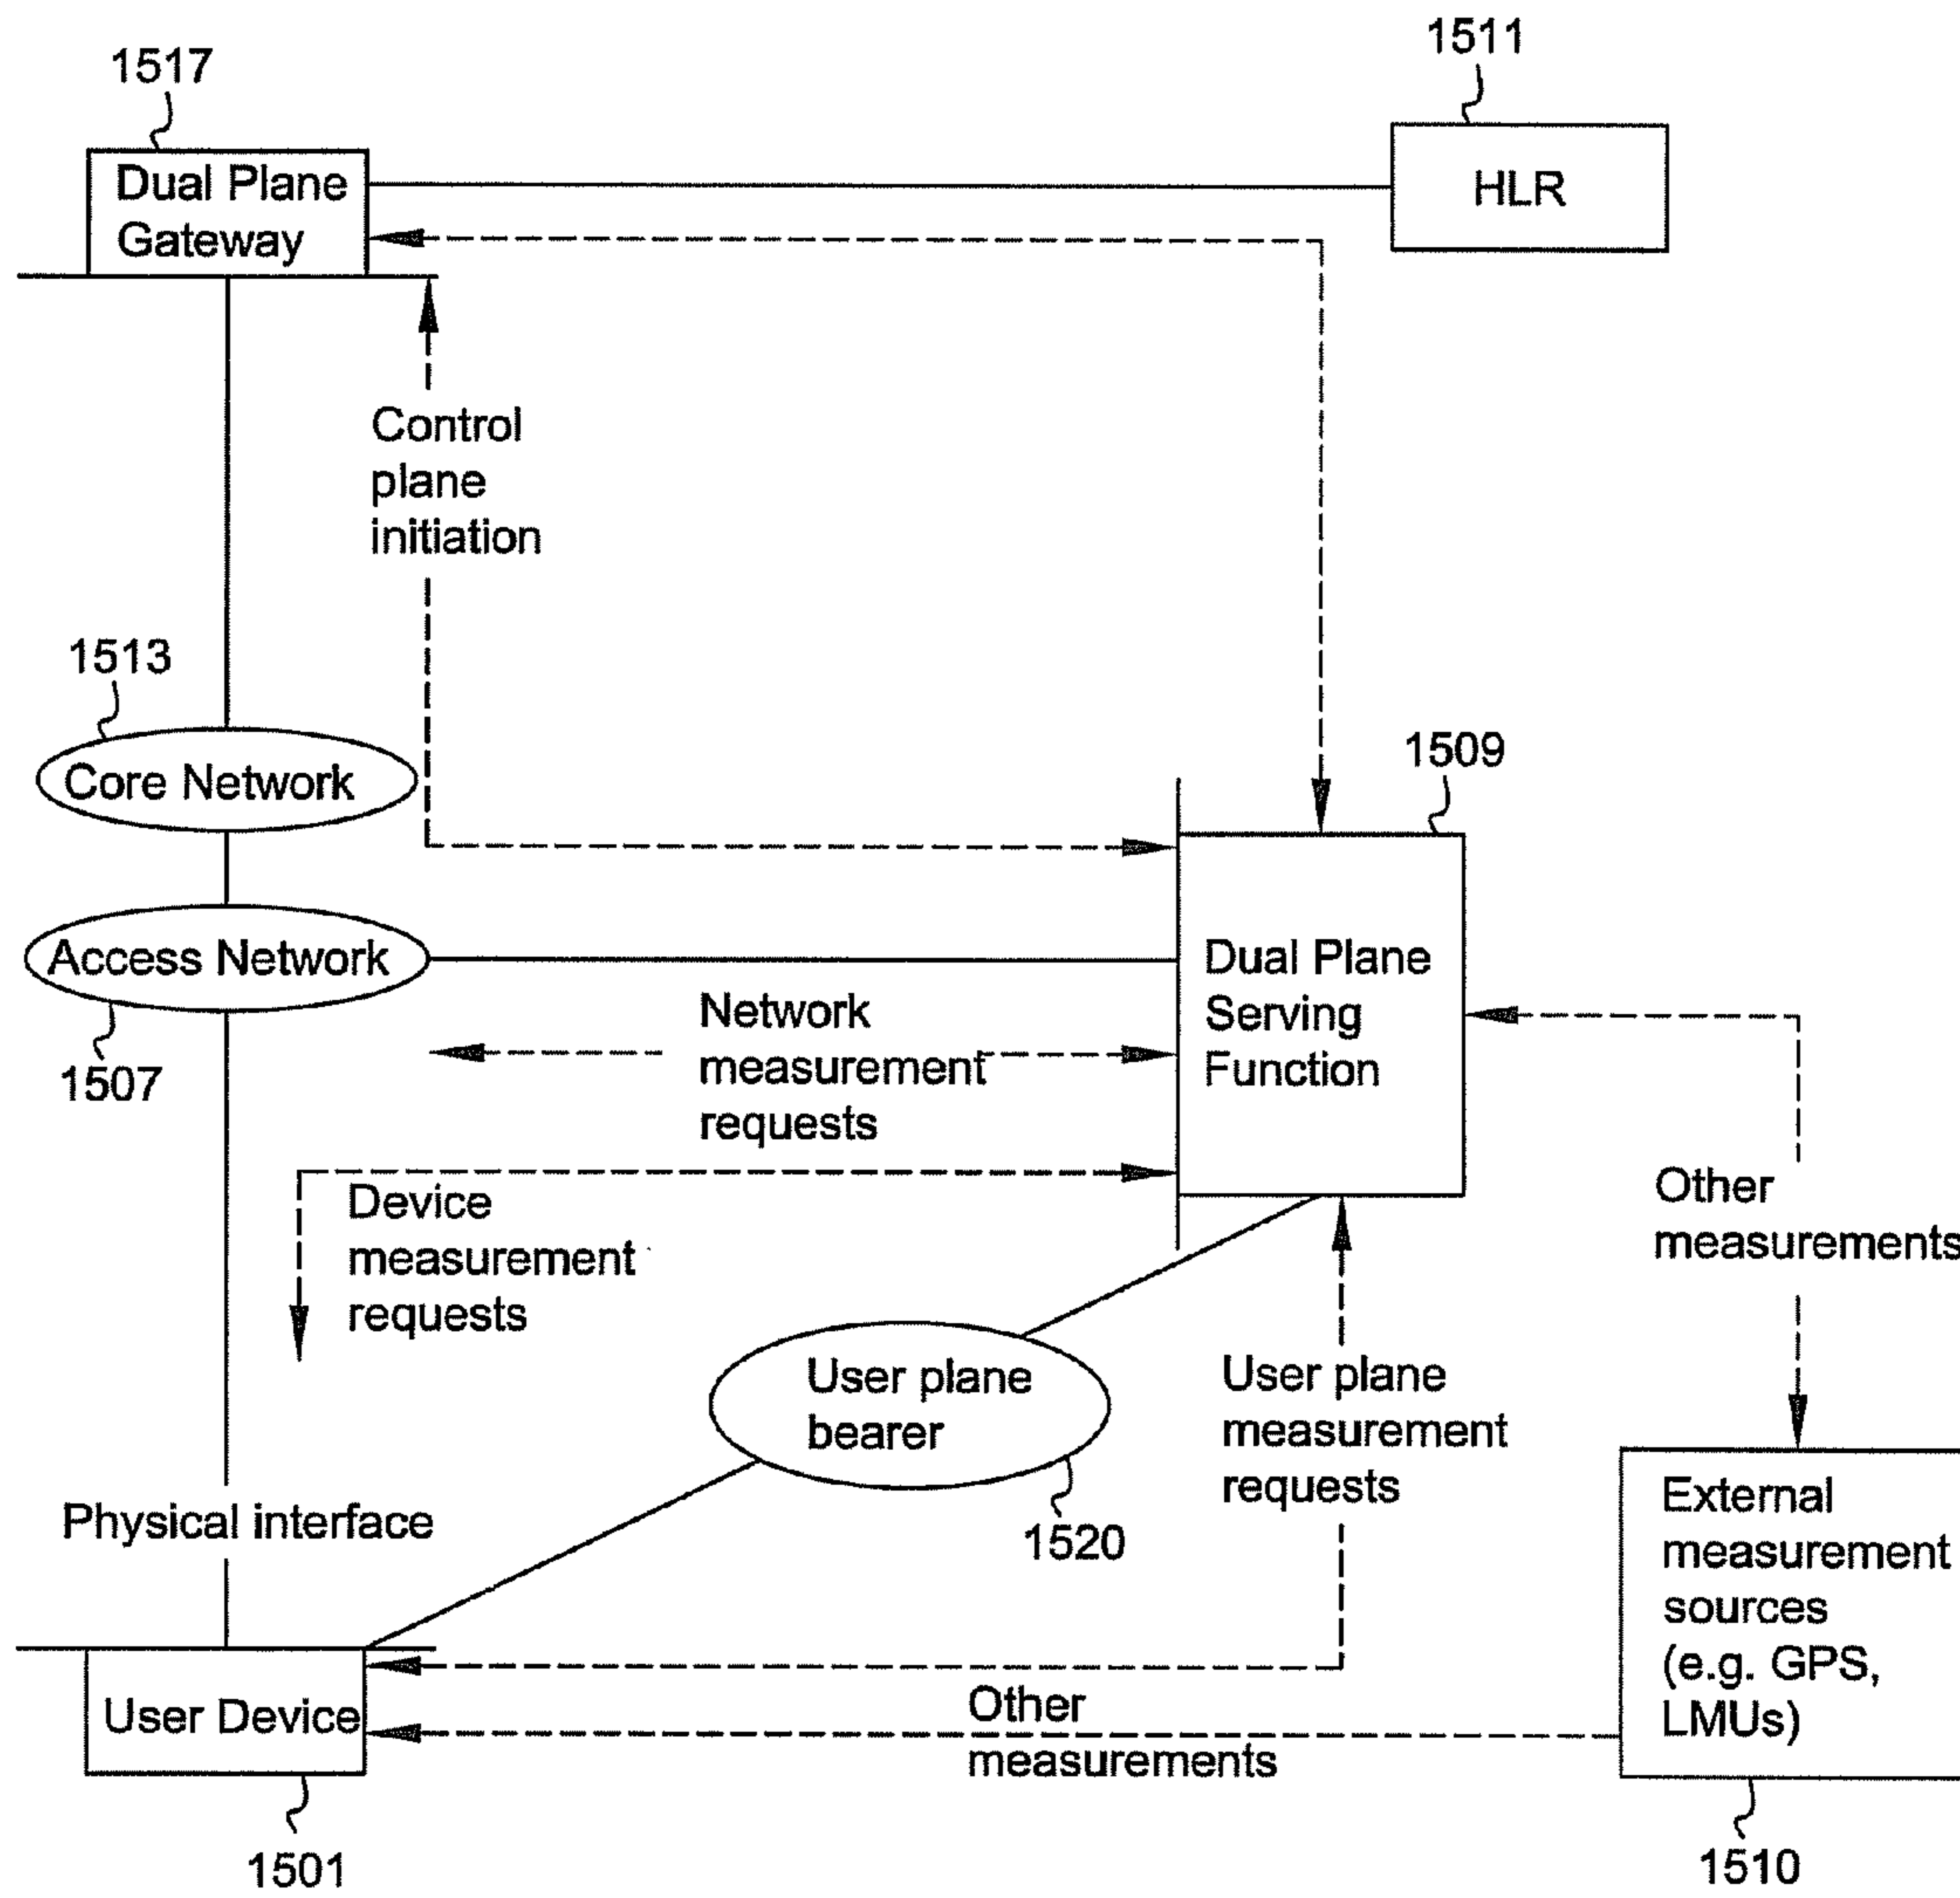 1517
1511
Dual Plane
Gateway
HLR
Control
plane
initiation
1513
Core Network
1509
Access Network
1507
Dual Plane
Serving
Function
Network
measurement
requests
Device
measurement
requests
Other
measurements
User plane
bearer
1520
User plane
measurement
requests
Physical interface
External
measurement
sources
(e.g. GPS,
LMUs)
User Device
Other
measurements
1501
1510